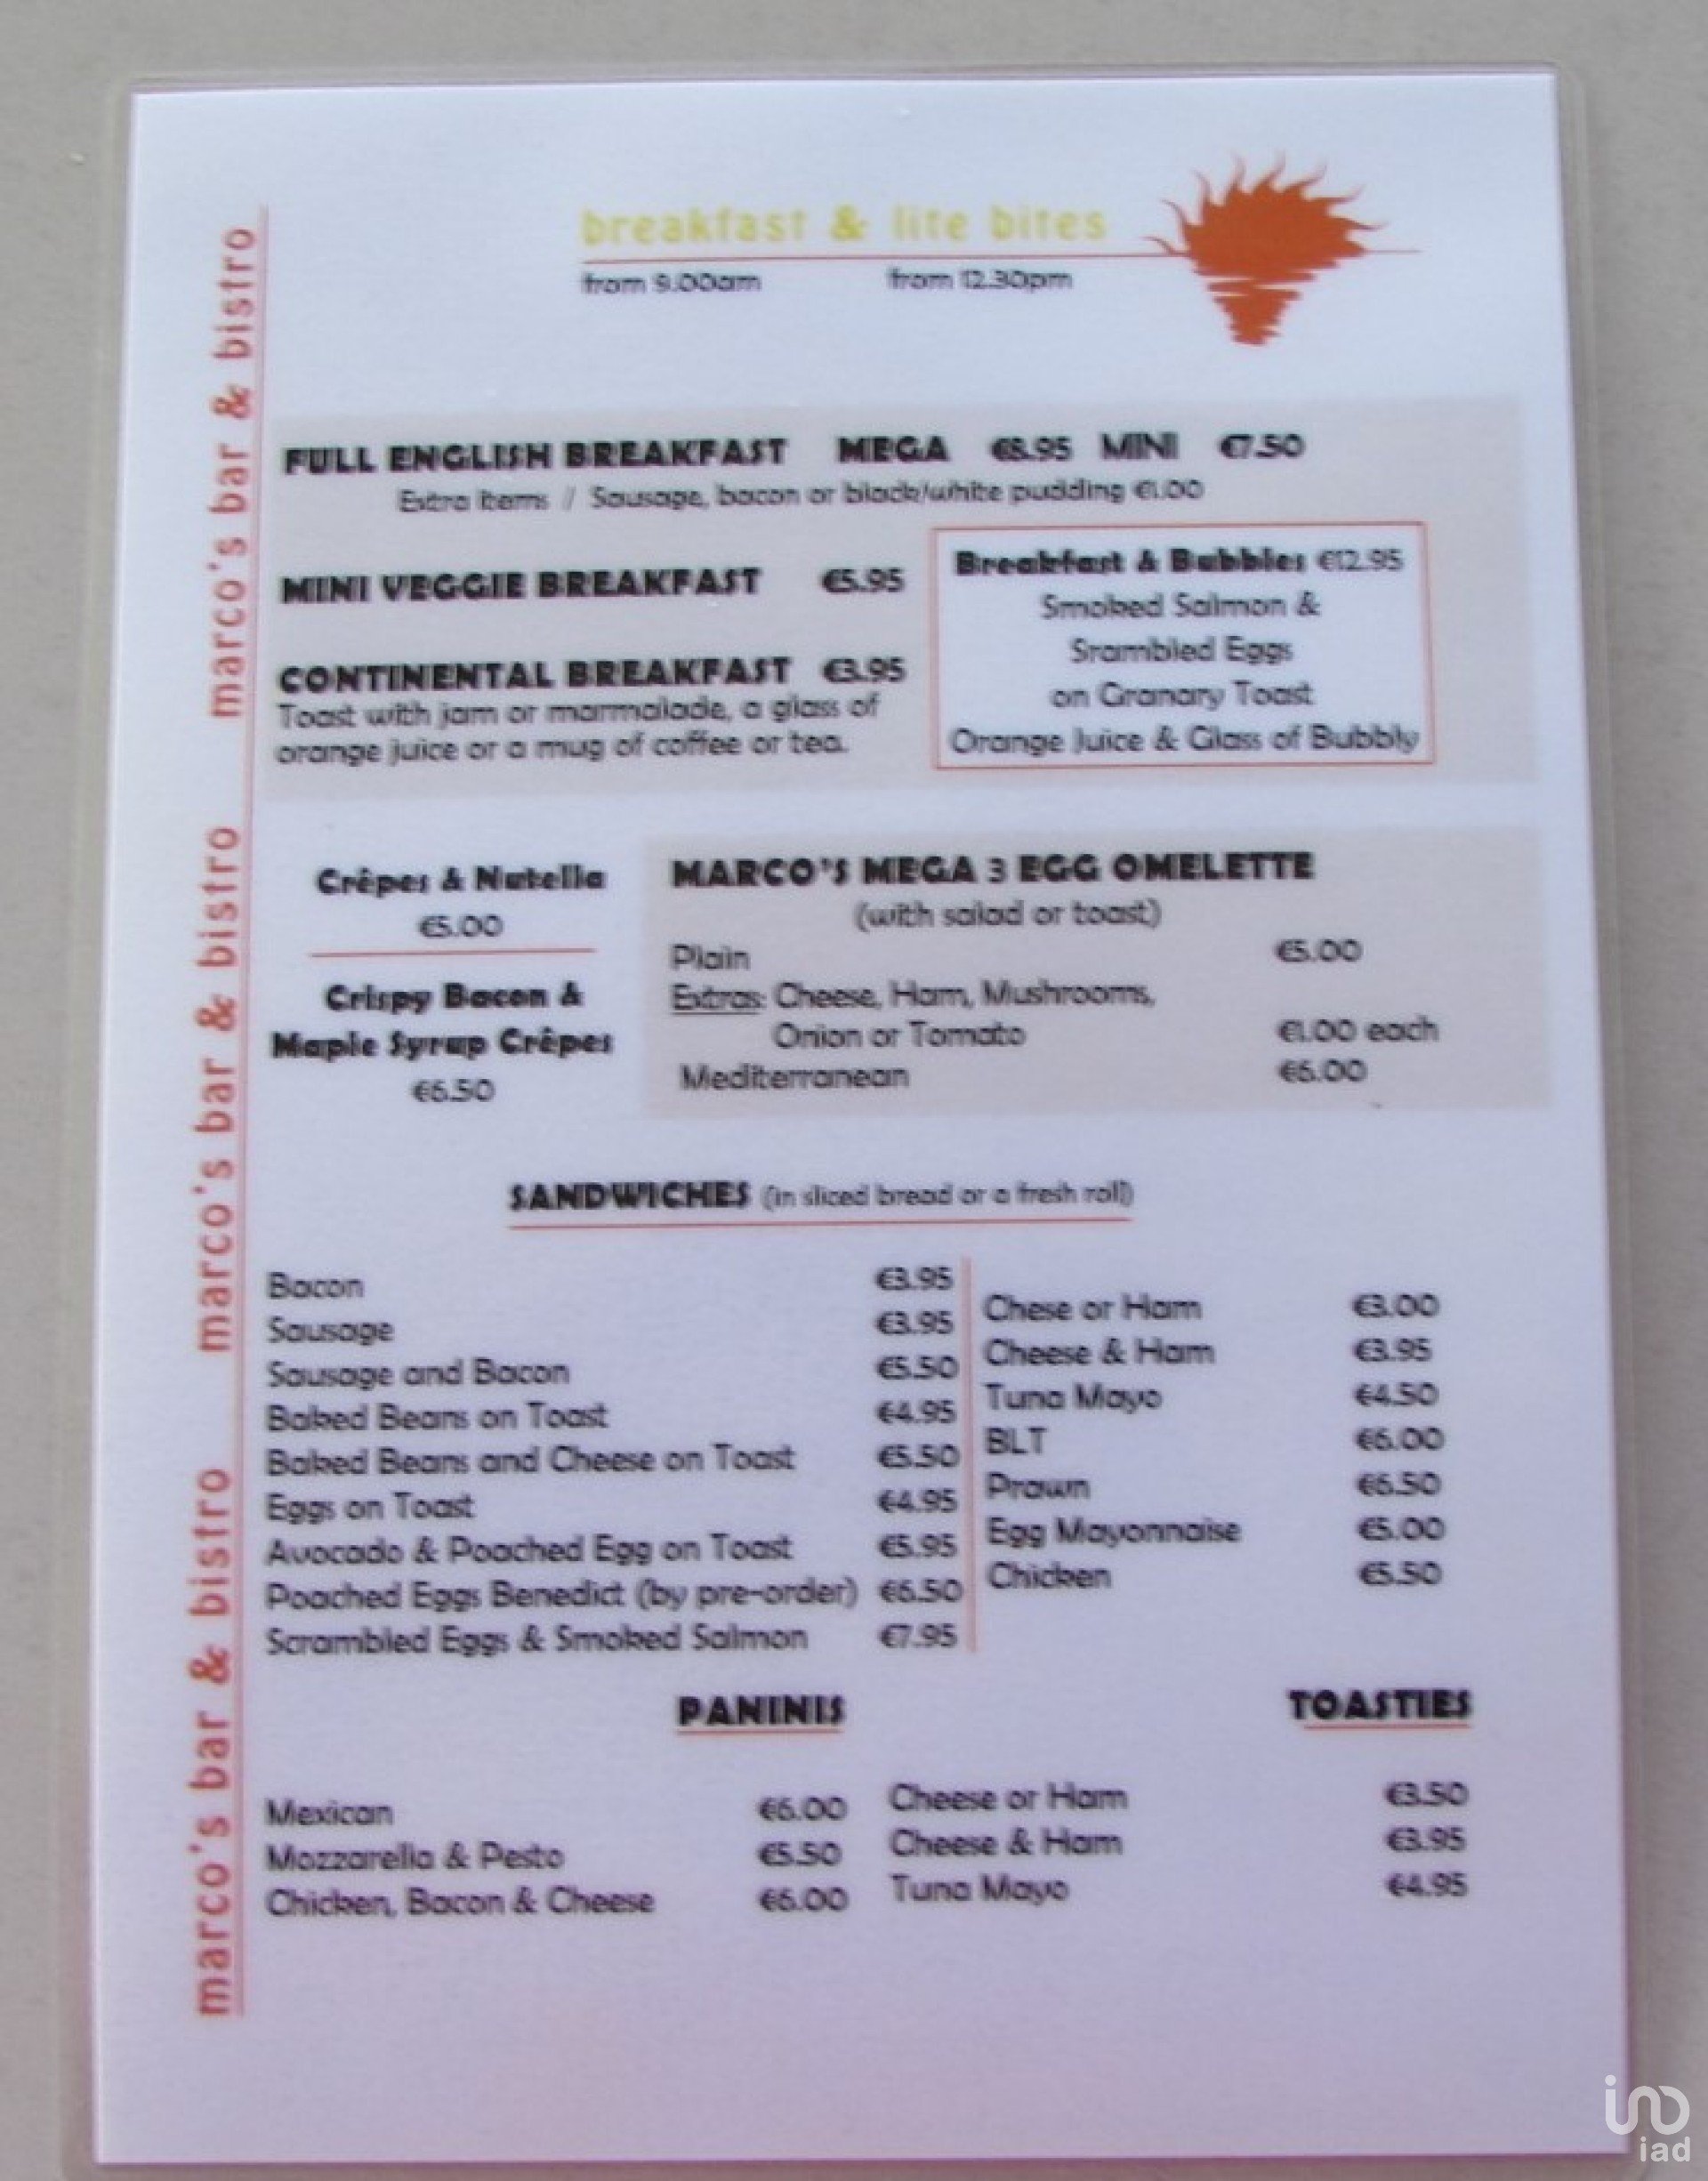 breakfast & lite bites
from 9.00am from 12.30pm
marco's bar & bistro marco's bar & bistro marco's bar & bistro
FULL ENGLISH BREAKFAST MEGA €8.95 MINI €7.50
Extra Items / Sausage, bacon or black/white pudding €1.00
MINI VEGGIE BREAKFAST €5.95
CONTINENTAL BREAKFAST €3.95
Toast with jam or marmalade, a glass of
orange juice or a mug of coffee or tea.
Breakfast & Bubbles €12.95
Smoked Salmon &
Srambled Eggs
on Granary Toast
Orange Juice & Glass of Bubbly
Crêpes & Nutella
€5.00
Crispy Bacon &
Maple Syrup Crêpes
€6.50
MARCO'S MEGA 3 EGG OMELETTE
(with salad or toast)
Plain €5.00
Extras: Cheese, Ham, Mushrooms,
Onion or Tomato €1.00 each
Mediterranean €6.00
SANDWICHES (in sliced bread or a fresh roll)
Bacon €3.95
Sausage €3.95
Sausage and Bacon €5.50
Baked Beans on Toast €4.95
Baked Beans and Cheese on Toast €5.50
Eggs on Toast €4.95
Avocado & Poached Egg on Toast €5.95
Poached Eggs Benedict (by pre-order) €6.50
Scrambled Eggs & Smoked Salmon €7.95
Chese or Ham €3.00
Cheese & Ham €3.95
Tuna Mayo €4.50
BLT €6.00
Prawn €6.50
Egg Mayonnaise €5.00
Chicken €5.50
PANINIS
Mexican €6.00
Mozzarella & Pesto €5.50
Chicken, Bacon & Cheese €6.00
TOASTIES
Cheese or Ham €3.50
Cheese & Ham €3.95
Tuna Mayo €4.95
iad